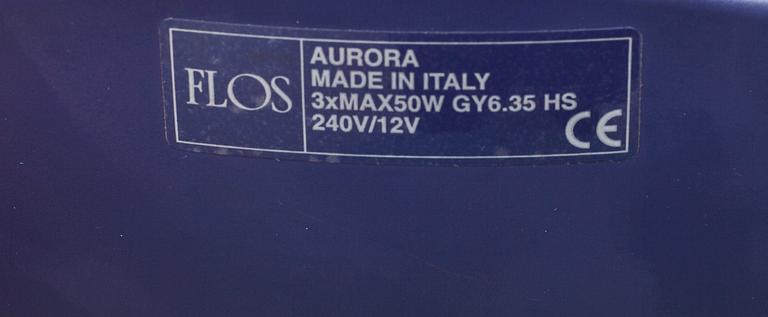 FLOS
AURORA
MADE IN ITALY
3xMAX50W GY6.35 HS
240V/12V
CE